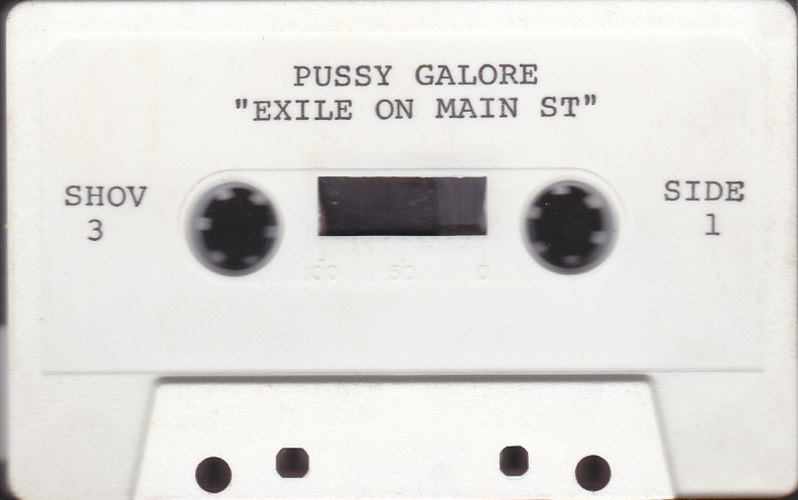 PUSSY GALORE
"EXILE ON MAIN ST"
SHOV
3
SIDE
1
100 50 0